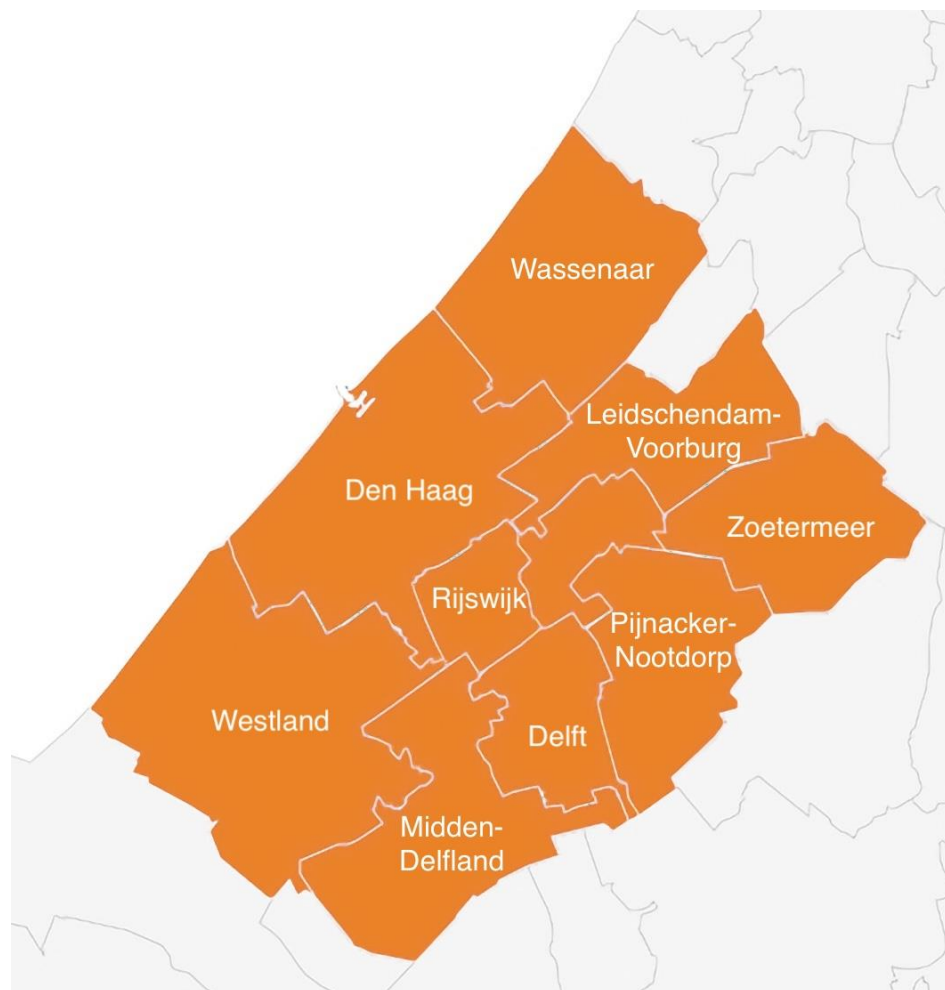 Wassenaar
Leidschendam-
Voorburg
Den Haag
Zoetermeer
Rijswijk
Pijnacker-
Nootdorp
Westland
Delft
Midden-
Delfland